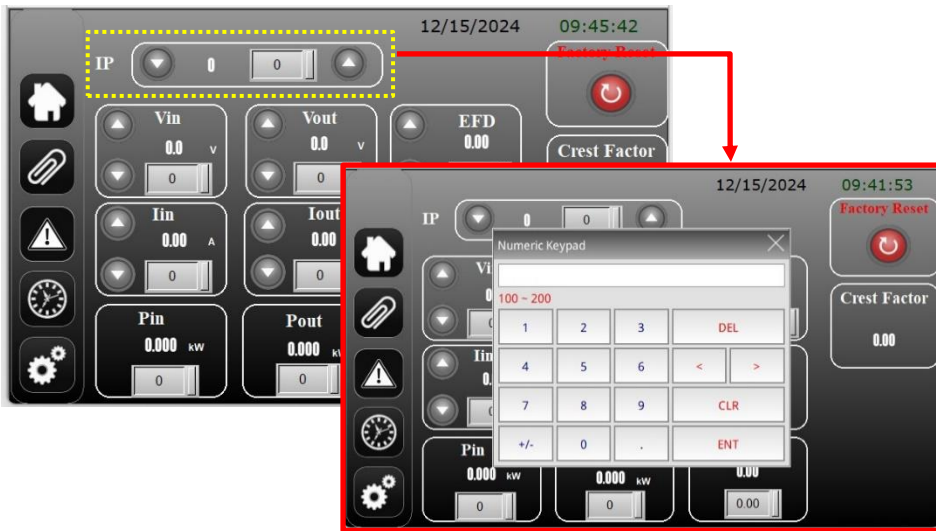 12/15/2024 09:45:42
IP 0 0
Factory Reset
Vin
0.0 v
0
Vout
0.0 v
0
EFD
0.00
Crest Factor
Iin
0.00 A
0
Iout
0.00
0
Pin
0.000 kW
0
Pout
0.000
0
12/15/2024 09:41:53
IP 0 0
Factory Reset
Numeric Keypad
100 ~ 200
1 2 3 DEL
4 5 6 < >
7 8 9 CLR
+/- 0 . ENT
Crest Factor
0.00
Pin
0.000 kW
0
0.000 kW
0
0.00
0.00